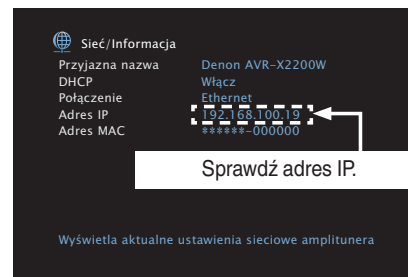 Sieć/Informacja
Przyjazna nazwa Denon AVR-X2200W
DHCP Włącz
Połączenie Ethernet
Adres IP 192.168.100.19
Adres MAC ******-000000
Sprawdź adres IP.
Wyświetla aktualne ustawienia sieciowe amplitunera